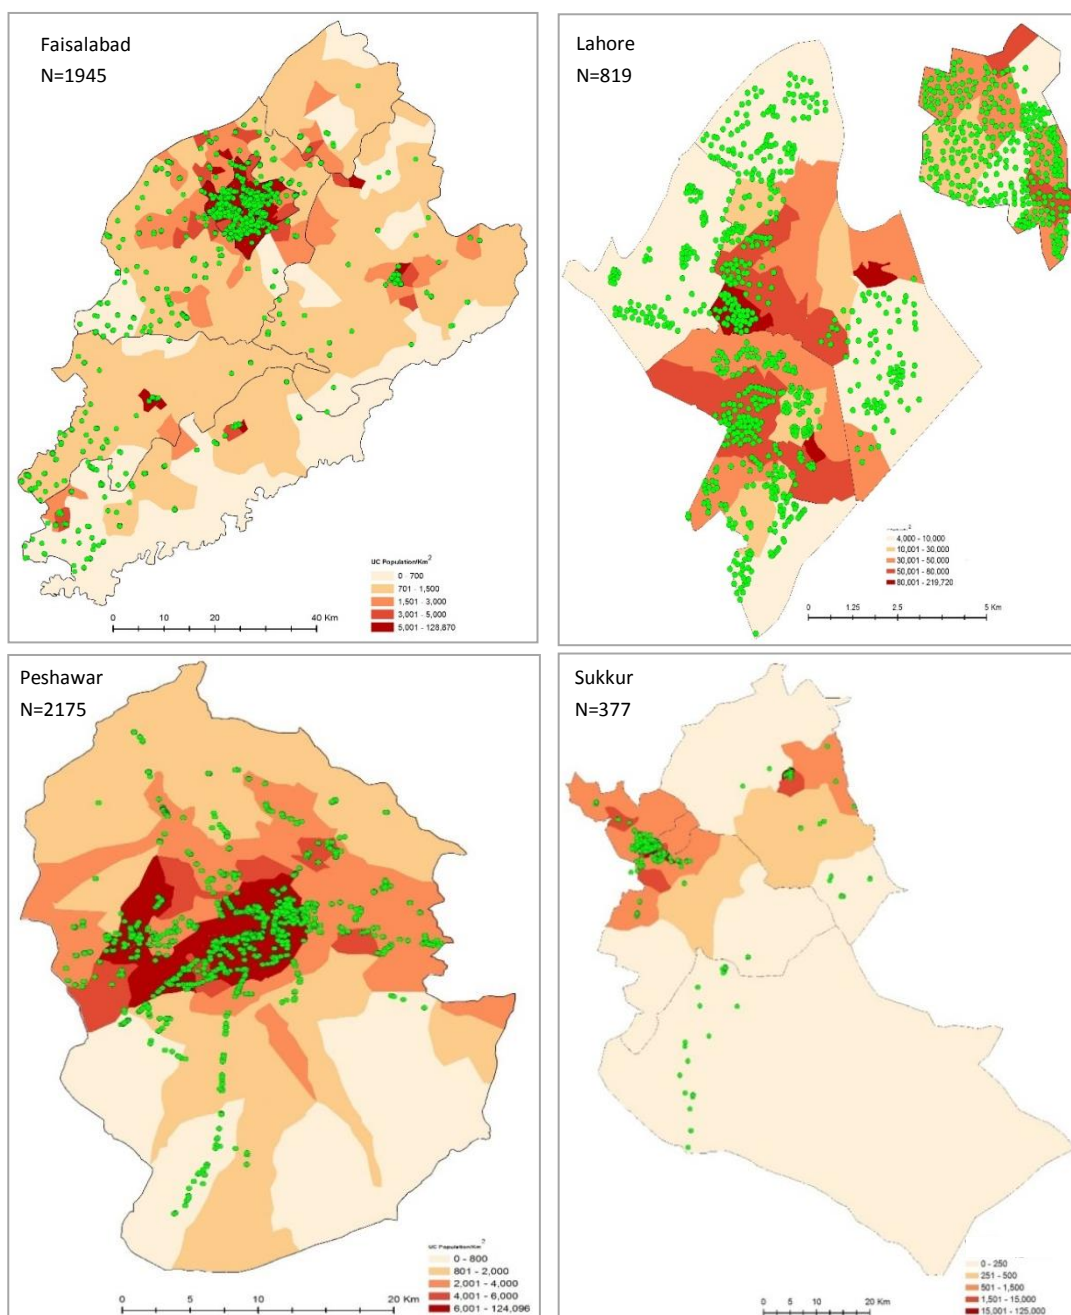 Faisalabad
N=1945
UC Population/Km²
0 - 700
701 - 1,500
1,501 - 3,000
3,001 - 5,000
5,001 - 128,870
0 10 20 40 Km
Lahore
N=819
4,000 - 10,000
10,001 - 30,000
30,001 - 50,000
50,001 - 80,000
80,001 - 219,720
0 1.25 2.5 5 Km
Peshawar
N=2175
UC Population/Km²
0 - 800
801 - 2,000
2,001 - 4,000
4,001 - 6,000
6,001 - 124,096
0 5 10 20 Km
Sukkur
N=377
0 - 250
251 - 500
501 - 1,500
1,501 - 15,000
15,001 - 125,000
0 5 10 20 Km